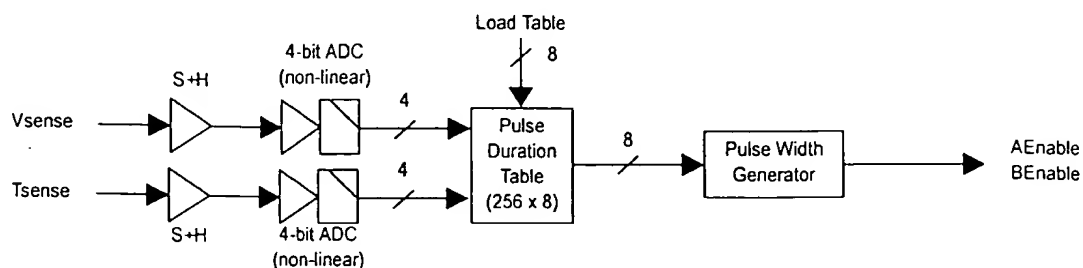 Load Table
8
4-bit ADC
(non-linear)
S+H
4
Vsense
Pulse
Duration
Table
(256 x 8)
8
Pulse Width
Generator
AEnable
BEnable
Tsense
4
S+H
4-bit ADC
(non-linear)